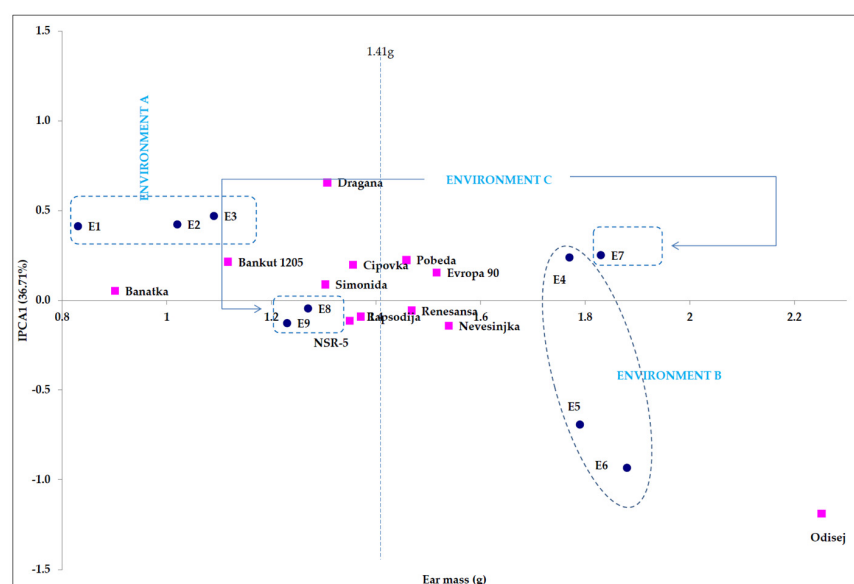 1.5
1.41g
ENVIRONMENT A
1.0
Dragana
ENVIRONMENT C
0.5
E1
E2
E3
Bankut 1205
Cipovka
Pobeda
Evropa 90
E7
E4
Simonida
Banatka
IPCA1 (36.71%)
0.0
0.8
1
1.2
1.6
1.8
2
2.2
E8
E9
Rapsodija
Renesansa
Nevesinjka
NSR-5
ENVIRONMENT B
-0.5
E5
E6
-1.0
Odisej
-1.5
Ear mass (g)